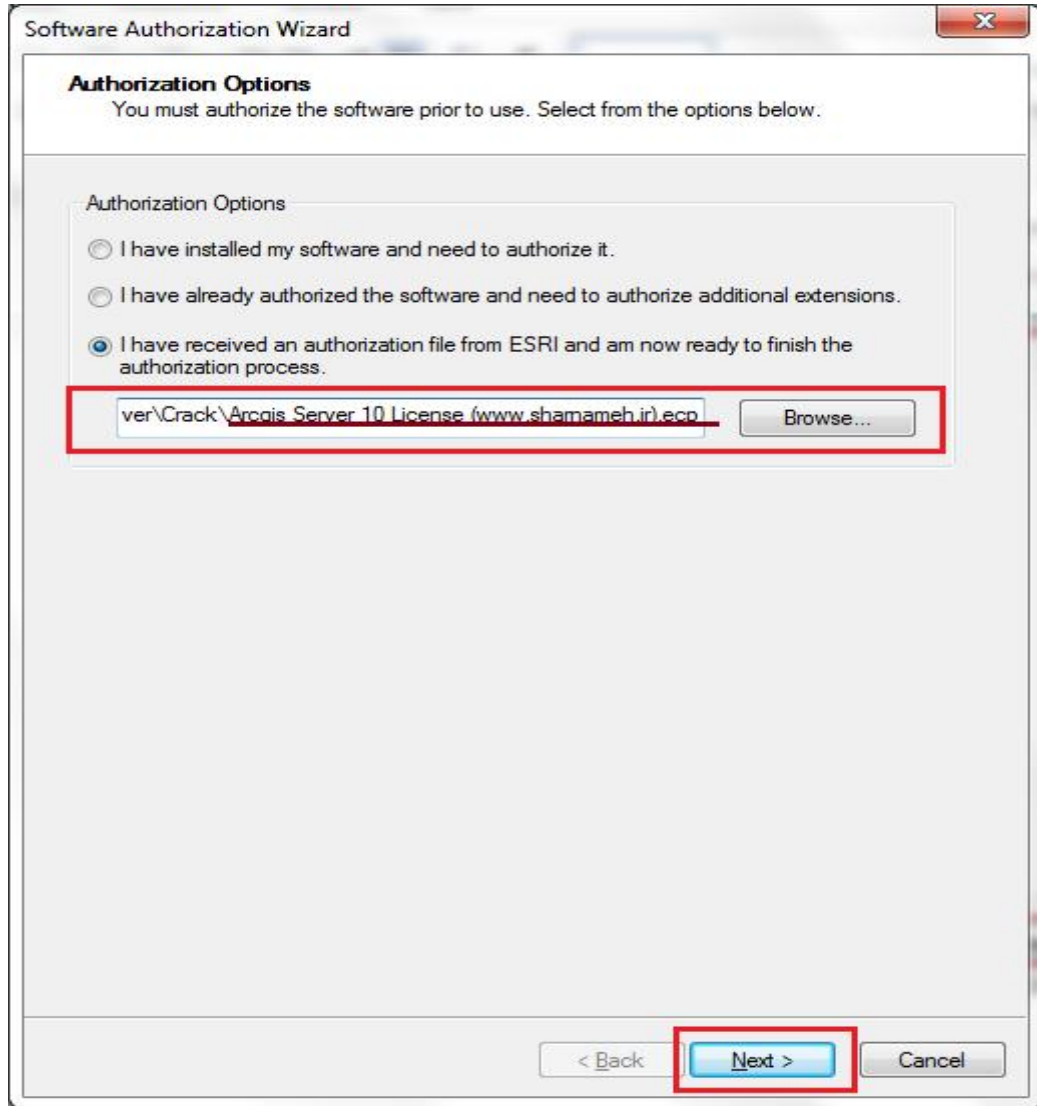 Software Authorization Wizard
Authorization Options
You must authorize the software prior to use. Select from the options below.
Authorization Options
I have installed my software and need to authorize it.
I have already authorized the software and need to authorize additional extensions.
I have received an authorization file from ESRI and am now ready to finish the
authorization process.
ver\Crack\Arcgis Server 10 License (www.sharnameh.ir).ecp
Browse...
< Back
Next >
Cancel